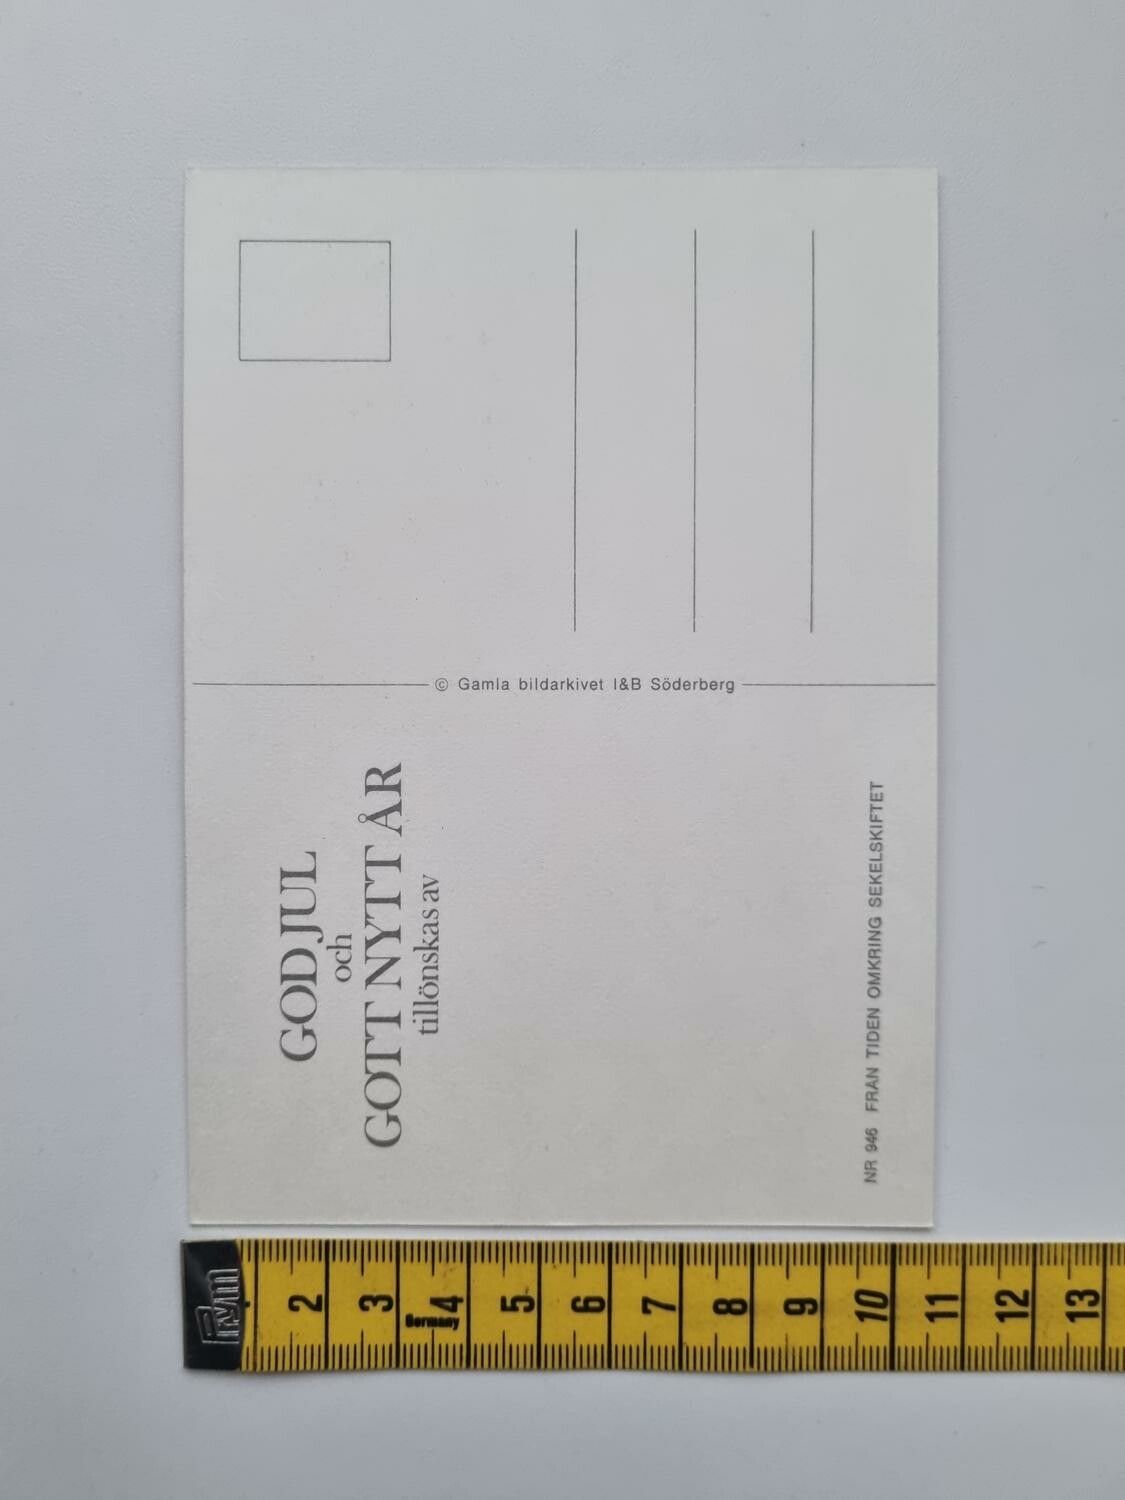 GOD JUL
och
GOTT NYTT ÅR
tillönskas av
NR 946 FRÅN TIDEN OMKRING SEKELSKIFTET
© Gamla bildarkivet I&B Söderberg
2 3 4 5 6 7 8 9 10 11 12 13
Germany